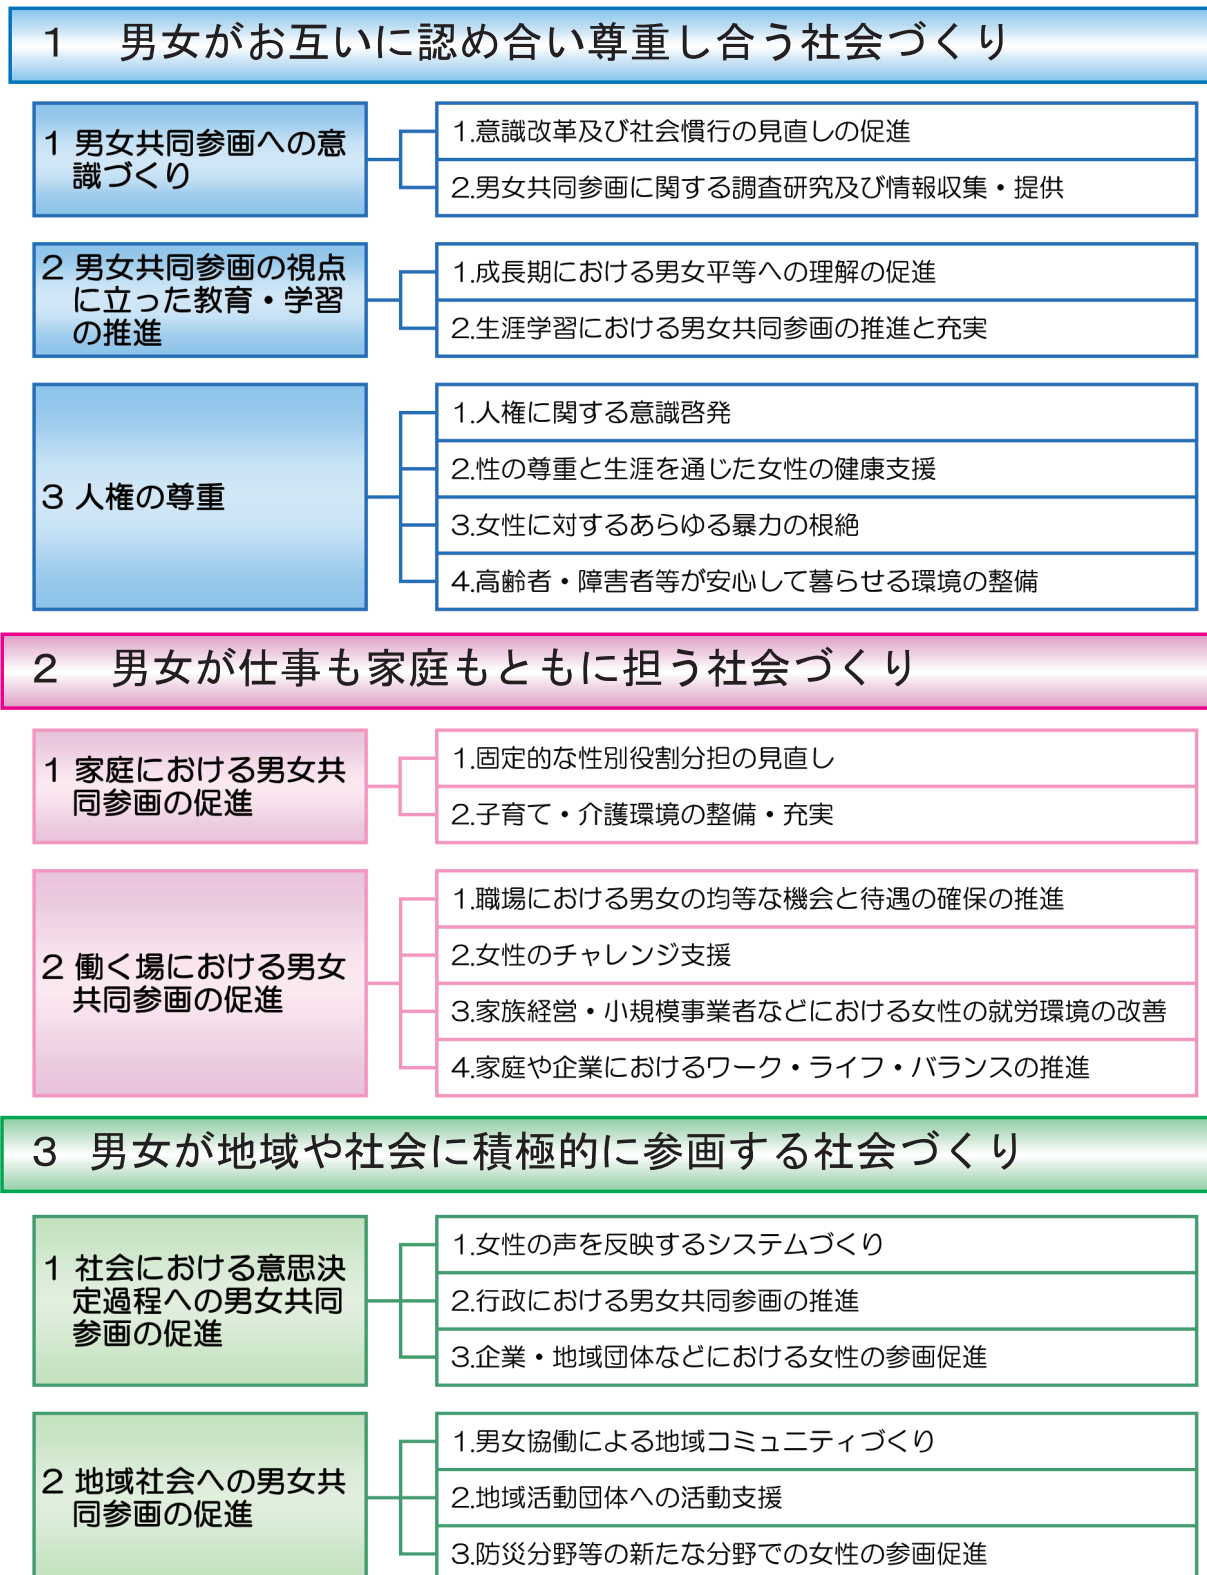 1 男女がお互いに認め合い尊重し合う社会づくり
1 男女共同参画への意
識づくり
1.意識改革及び社会慣行の見直しの促進
2.男女共同参画に関する調査研究及び情報収集・提供
2 男女共同参画の視点
に立った教育・学習
の推進
1.成長期における男女平等への理解の促進
2.生涯学習における男女共同参画の推進と充実
3 人権の尊重
1.人権に関する意識啓発
2.性の尊重と生涯を通じた女性の健康支援
3.女性に対するあらゆる暴力の根絶
4.高齢者・障害者等が安心して暮らせる環境の整備
2 男女が仕事も家庭もともに担う社会づくり
1 家庭における男女共
同参画の促進
1.固定的な性別役割分担の見直し
2.子育て・介護環境の整備・充実
2 働く場における男女
共同参画の促進
1.職場における男女の均等な機会と待遇の確保の推進
2.女性のチャレンジ支援
3.家族経営・小規模事業者などにおける女性の就労環境の改善
4.家庭や企業におけるワーク・ライフ・バランスの推進
3 男女が地域や社会に積極的に参画する社会づくり
1 社会における意思決
定過程への男女共同
参画の促進
1.女性の声を反映するシステムづくり
2.行政における男女共同参画の推進
3.企業・地域団体などにおける女性の参画促進
2 地域社会への男女共
同参画の促進
1.男女協働による地域コミュニティづくり
2.地域活動団体への活動支援
3.防災分野等の新たな分野での女性の参画促進